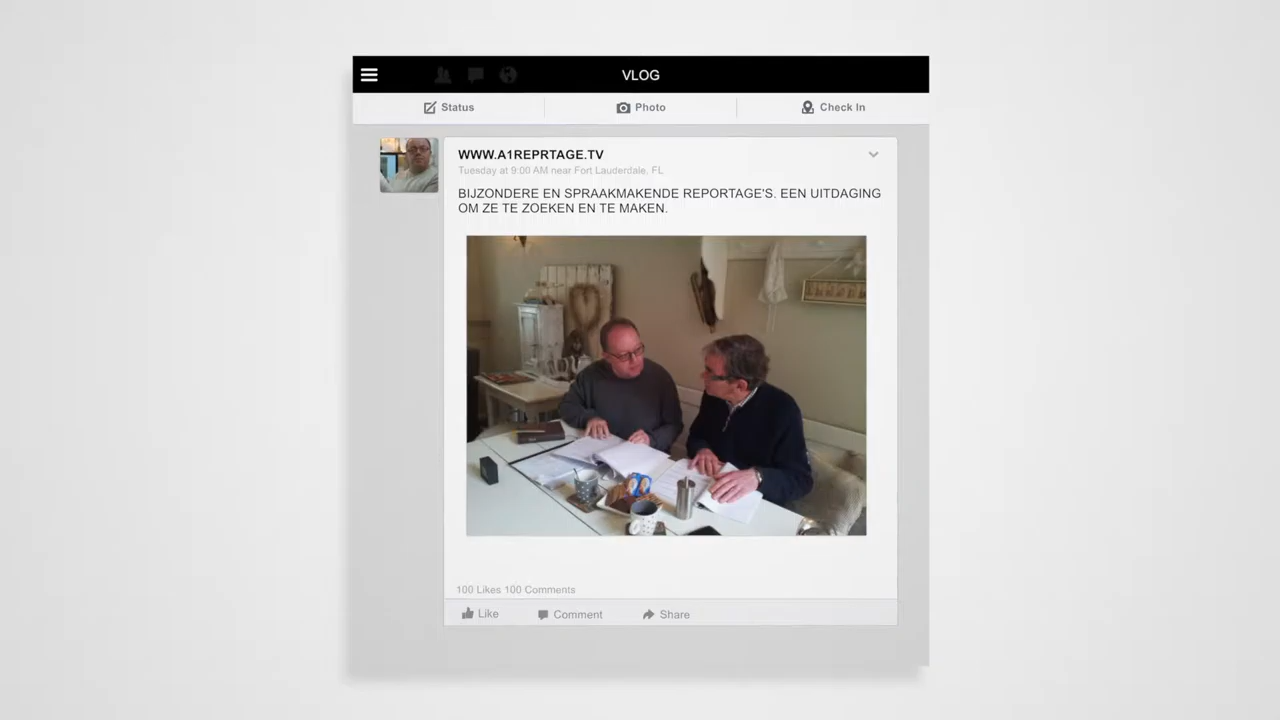 VLOG
Status
Photo
Check In
WWW.A1REPRTAGE.TV
Tuesday at 9:00 AM near Fort Lauderdale, FL
BIJZONDERE EN SPRAAKMAKENDE REPORTAGE'S. EEN UITDAGING
OM ZE TE ZOEKEN EN TE MAKEN.
100 Likes 100 Comments
Like
Comment
Share